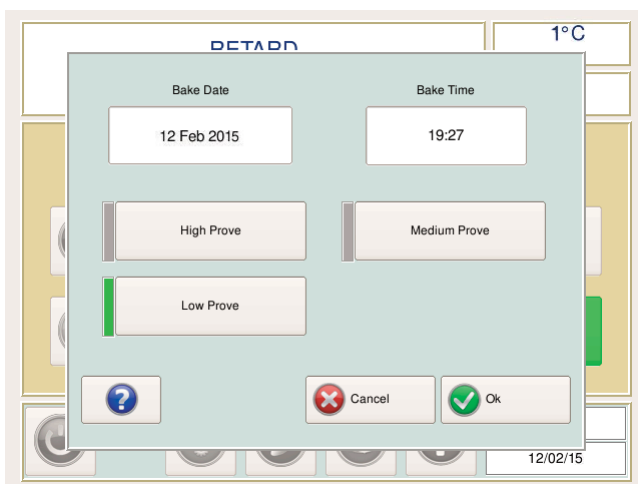 RETARD
1°C
Bake Date
Bake Time
12 Feb 2015
19:27
High Prove
Medium Prove
Low Prove
?
Cancel
Ok
12/02/15